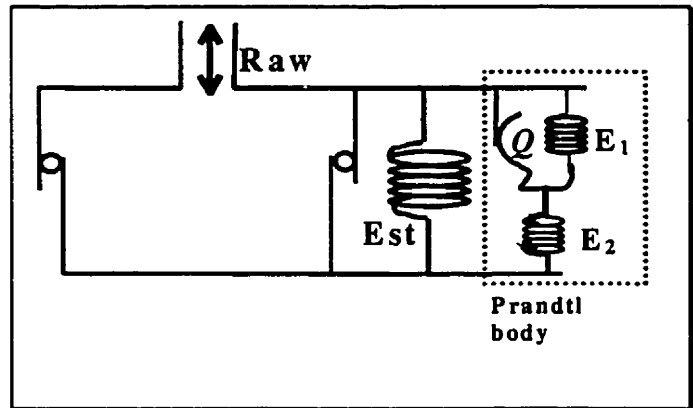 Raw
Q
E₁
Est
E₂
Prandtl
body